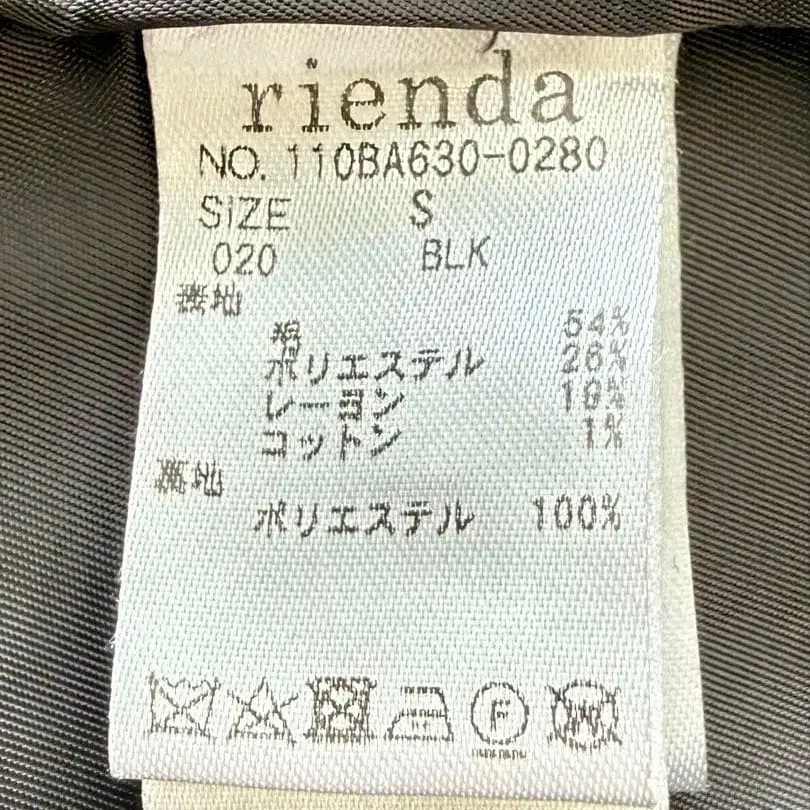 rienda
NO. 110BA630-0280
SIZE S
020 BLK
表地
54%
ポリエステル 26%
レーヨン 19%
コットン 1%
裏地
ポリエステル 100%
F
W